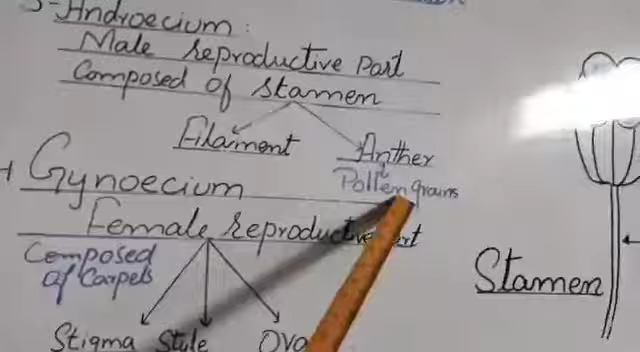 3-Androecium:
Male reproductive Part
Composed of stamen
Filament Anther
Pollen grains
Gynoecium
Female reproductive
Composed
of Carpels
Stigma Style
Stamen